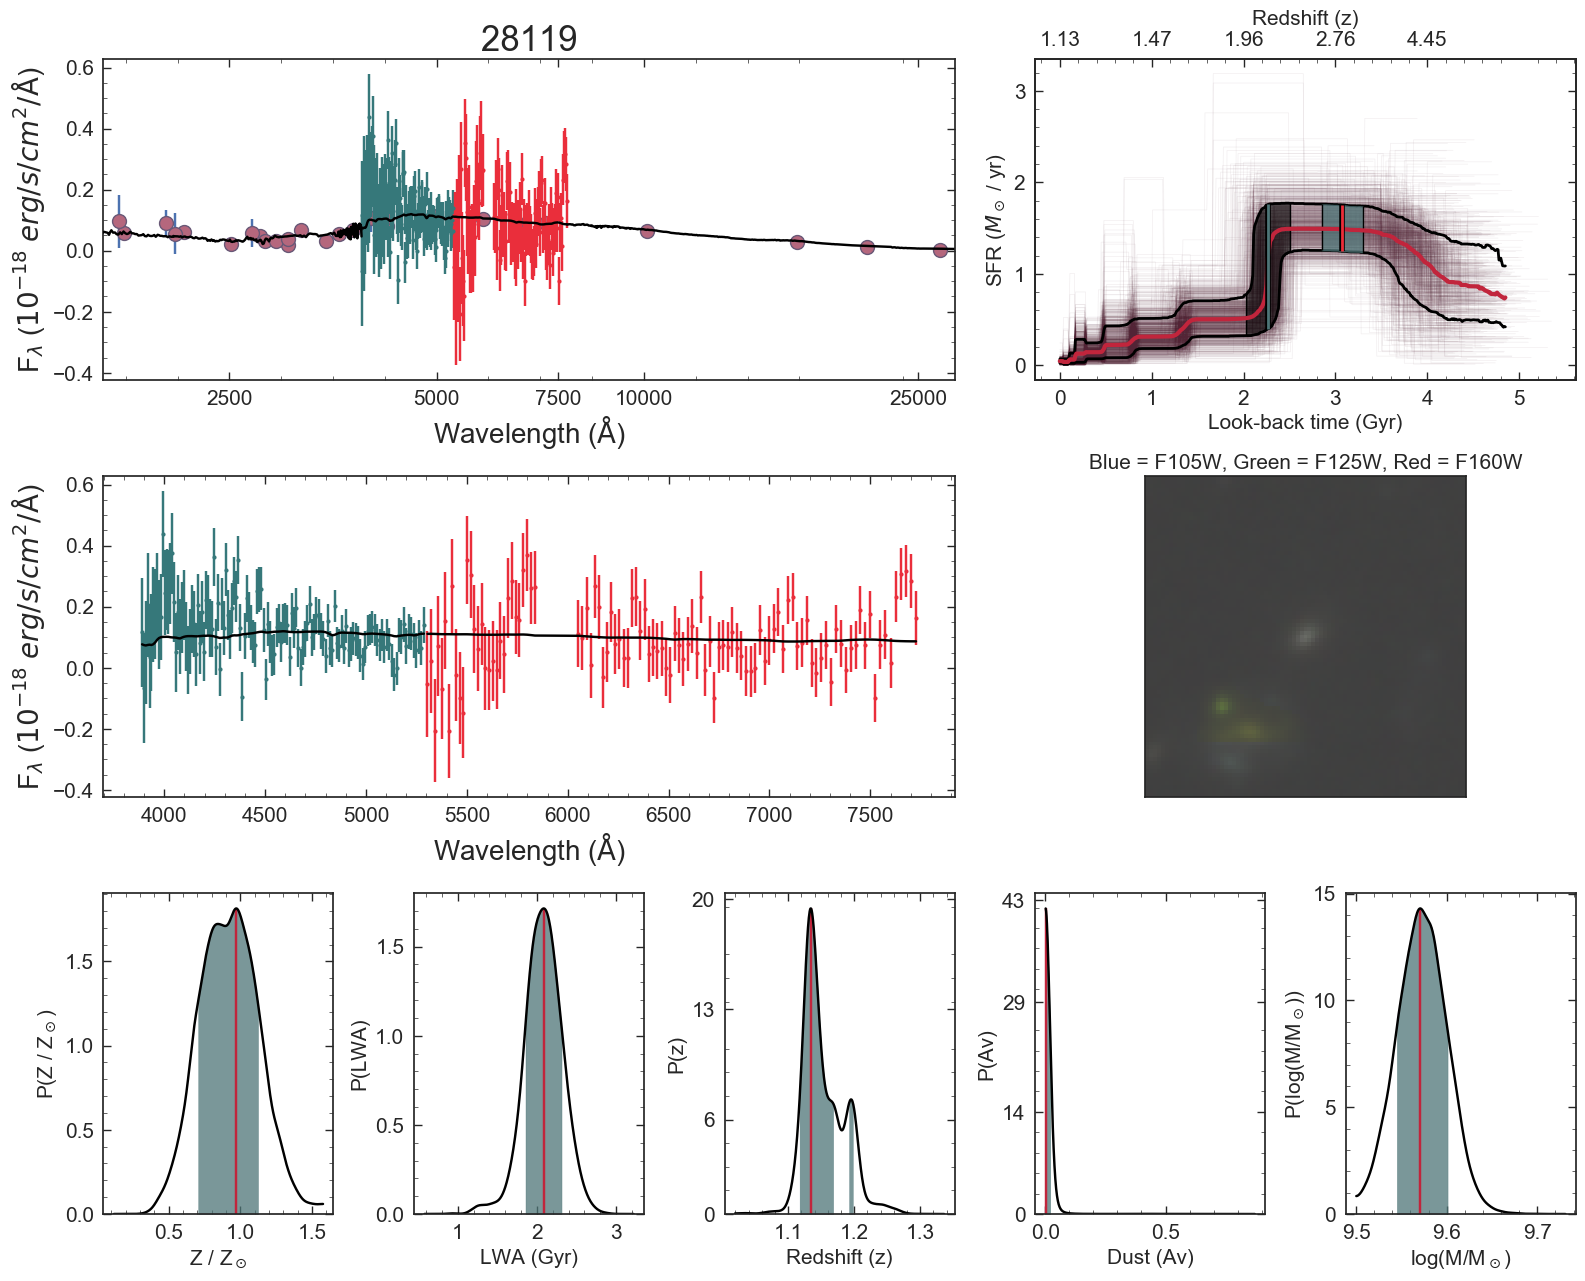 28119
F_λ (10^−18 erg/s/cm^2/Å)
0.6
0.4
0.2
0.0
−0.2
−0.4
2500
5000
7500
10000
25000
Wavelength (Å)
Redshift (z)
1.13 1.47 1.96 2.76 4.45
SFR (M_⊙ / yr)
3
2
1
0
0 1 2 3 4 5
Look-back time (Gyr)
F_λ (10^−18 erg/s/cm^2/Å)
0.6
0.4
0.2
0.0
−0.2
−0.4
4000 4500 5000 5500 6000 6500 7000 7500
Wavelength (Å)
Blue = F105W, Green = F125W, Red = F160W
P(Z / Z_⊙)
1.5
1.0
0.5
0.0
0.5 1.0 1.5
Z / Z_⊙
P(LWA)
1.5
1.0
0.5
0.0
1 2 3
LWA (Gyr)
P(z)
20
13
6
0
1.1 1.2 1.3
Redshift (z)
P(Av)
43
29
14
0
0.0 0.5
Dust (Av)
P(log(M/M_⊙))
15
10
5
0
9.5 9.6 9.7
log(M/M_⊙)